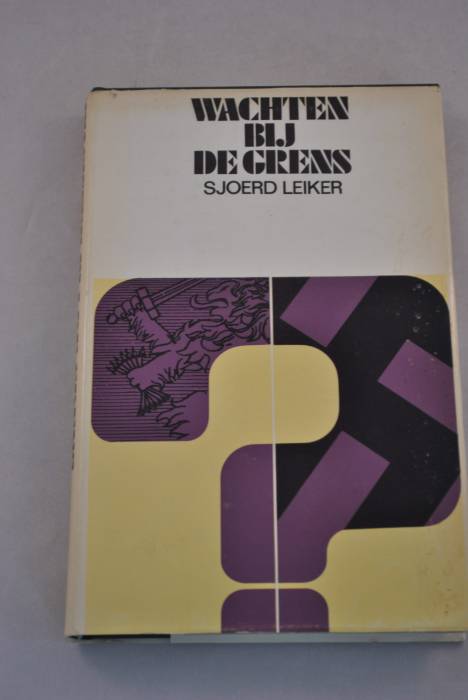 WACHTEN
BIJ
DE GRENS
SJOERD LEIKER